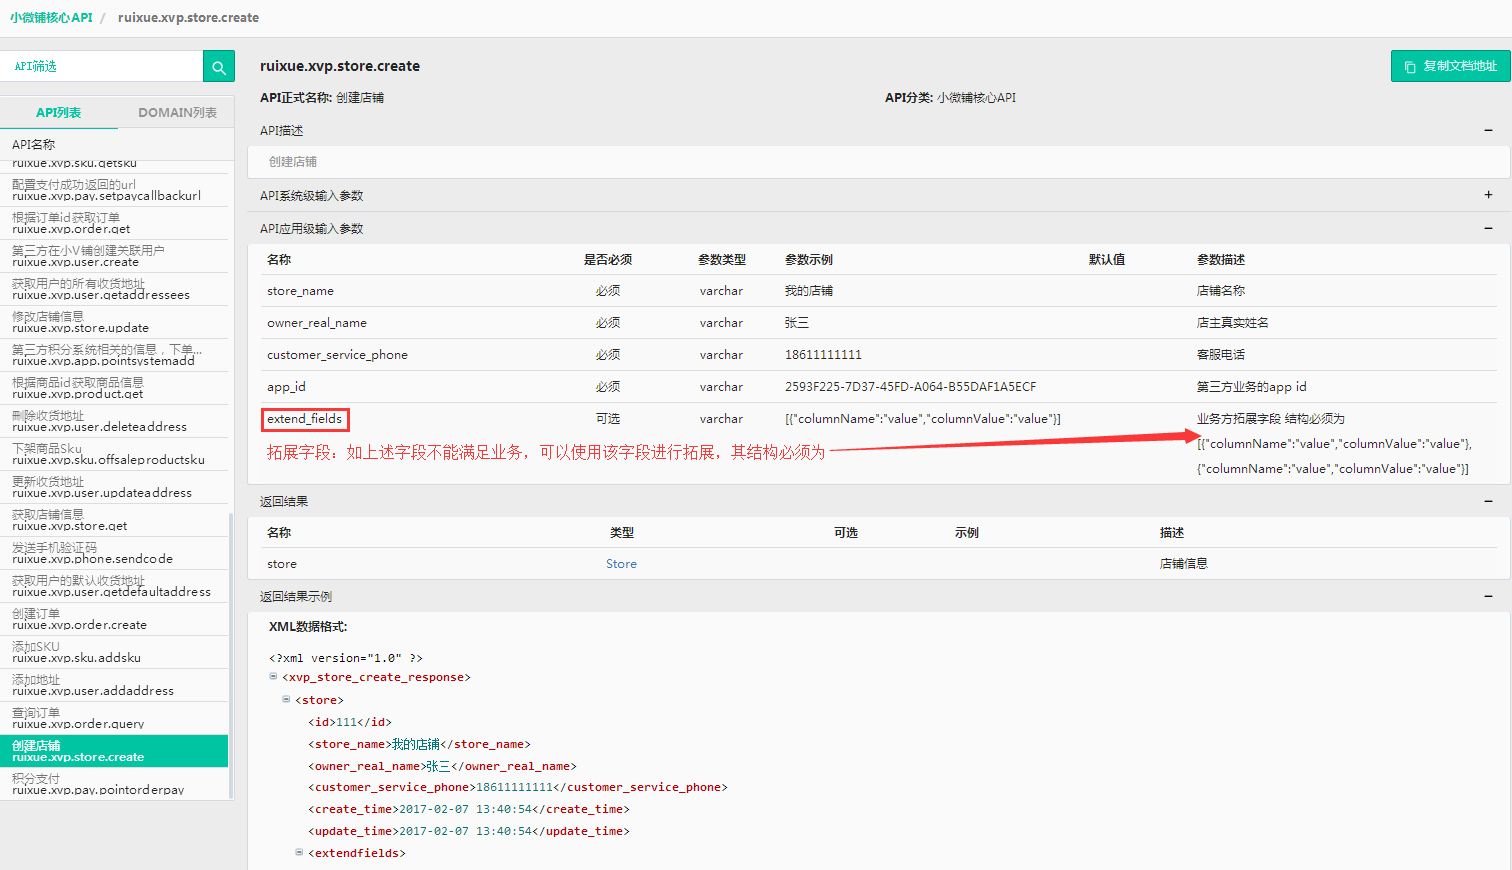 小微铺核心API / ruixue.xvp.store.create
API筛选
API列表 DOMAIN列表
API名称
ruixue.xvp.sku.getsku
配置支付成功返回的url
ruixue.xvp.pay.setpaycallbackurl
根据订单id获取订单
ruixue.xvp.order.get
第三方在小V铺创建关联用户
ruixue.xvp.user.create
获取用户的所有收货地址
ruixue.xvp.user.getaddressees
修改店铺信息
ruixue.xvp.store.update
第三方积分系统相关的信息，下单...
ruixue.xvp.app.pointsystemadd
根据商品id获取商品信息
ruixue.xvp.product.get
刪除收货地址
ruixue.xvp.user.deleteaddress
下架商品Sku
ruixue.xvp.sku.offsaleproductsku
更新收货地址
ruixue.xvp.user.updateaddress
获取店铺信息
ruixue.xvp.store.get
发送手机验证码
ruixue.xvp.phone.sendcode
获取用户的默认收货地址
ruixue.xvp.user.getdefaultaddress
创建订单
ruixue.xvp.order.create
添加SKU
ruixue.xvp.sku.addsku
添加地址
ruixue.xvp.user.addaddress
查询订单
ruixue.xvp.order.query
创建店铺
ruixue.xvp.store.create
积分支付
ruixue.xvp.pay.pointorderpay
ruixue.xvp.store.create
复制文档地址
API正式名称: 创建店铺 API分类: 小微铺核心API
API描述
创建店铺
API系统级输入参数
API应用级输入参数
名称 是否必须 参数类型 参数示例 默认值 参数描述
store_name 必须 varchar 我的店铺 店铺名称
owner_real_name 必须 varchar 张三 店主真实姓名
customer_service_phone 必须 varchar 18611111111 客服电话
app_id 必须 varchar 2593F225-7D37-45FD-A064-B55DAF1A5ECF 第三方业务的app id
extend_fields 可选 varchar [{"columnName":"value","columnValue":"value"}] 业务方拓展字段 结构必须为
[{"columnName":"value","columnValue":"value"},
{"columnName":"value","columnValue":"value"}]
拓展字段：如上述字段不能满足业务，可以使用该字段进行拓展，其结构必须为
返回结果
名称 类型 可选 示例 描述
store Store 店铺信息
返回结果示例
XML数据格式:
<?xml version="1.0" ?>
<xvp_store_create_response>
<store>
<id>111</id>
<store_name>我的店铺</store_name>
<owner_real_name>张三</owner_real_name>
<customer_service_phone>18611111111</customer_service_phone>
<create_time>2017-02-07 13:40:54</create_time>
<update_time>2017-02-07 13:40:54</update_time>
<extendfields>